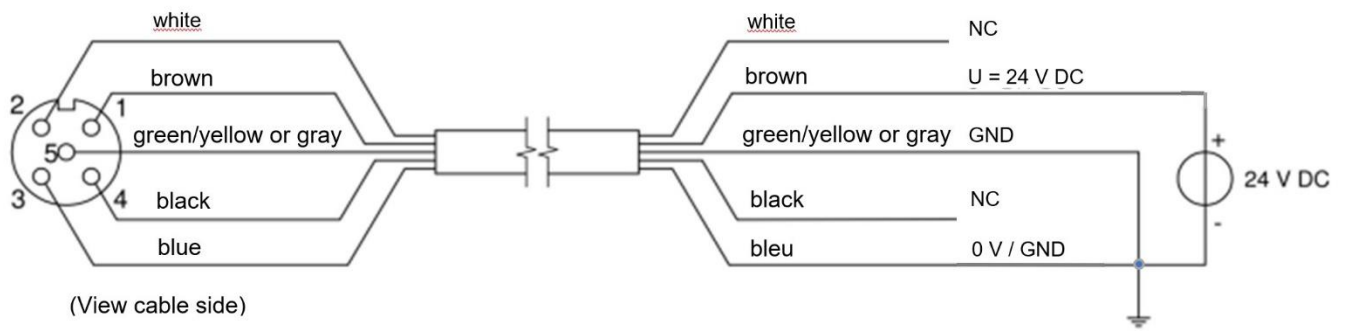 white
white
NC
brown
brown
U = 24 V DC
2
1
green/yellow or gray
green/yellow or gray
GND
+
5
24 V DC
3
4
black
black
NC
-
blue
bleu
0 V / GND
(View cable side)